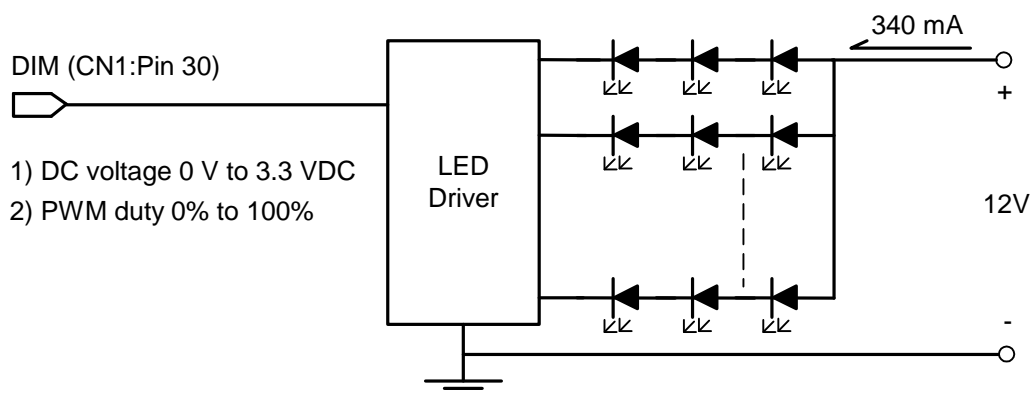 340 mA
DIM (CN1:Pin 30)
+
1) DC voltage 0 V to 3.3 VDC
2) PWM duty 0% to 100%
LED
Driver
12V
-